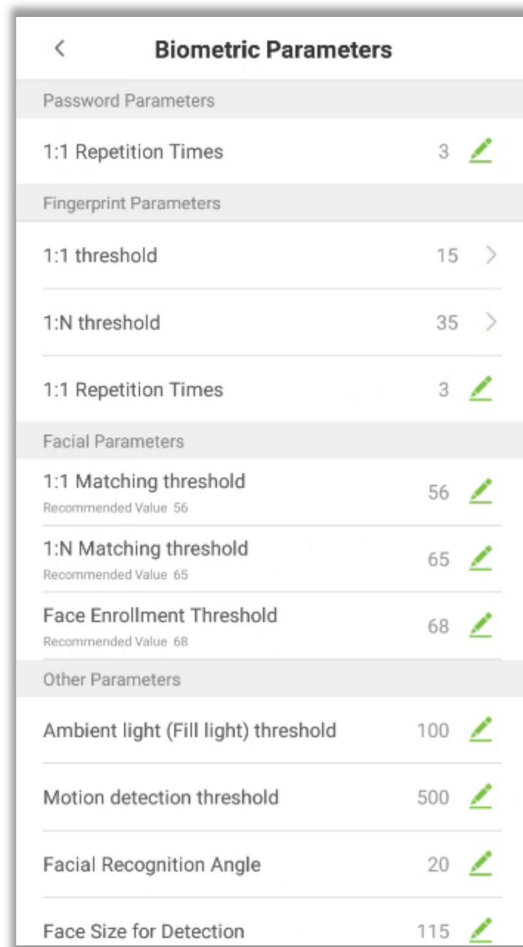 Biometric Parameters
Password Parameters
1:1 Repetition Times 3
Fingerprint Parameters
1:1 threshold 15
1:N threshold 35
1:1 Repetition Times 3
Facial Parameters
1:1 Matching threshold 56
Recommended Value 56
1:N Matching threshold 65
Recommended Value 65
Face Enrollment Threshold 68
Recommended Value 68
Other Parameters
Ambient light (Fill light) threshold 100
Motion detection threshold 500
Facial Recognition Angle 20
Face Size for Detection 115